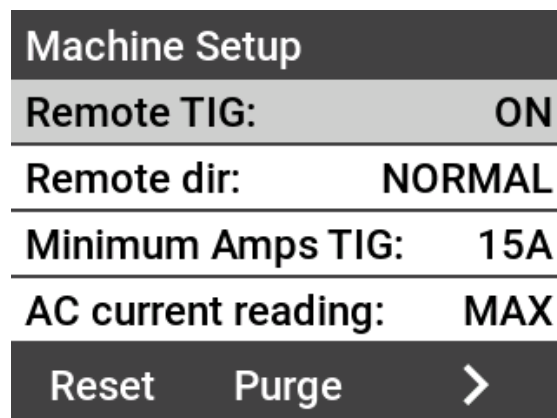 Machine Setup
Remote TIG: ON
Remote dir: NORMAL
Minimum Amps TIG: 15A
AC current reading: MAX
Reset Purge >